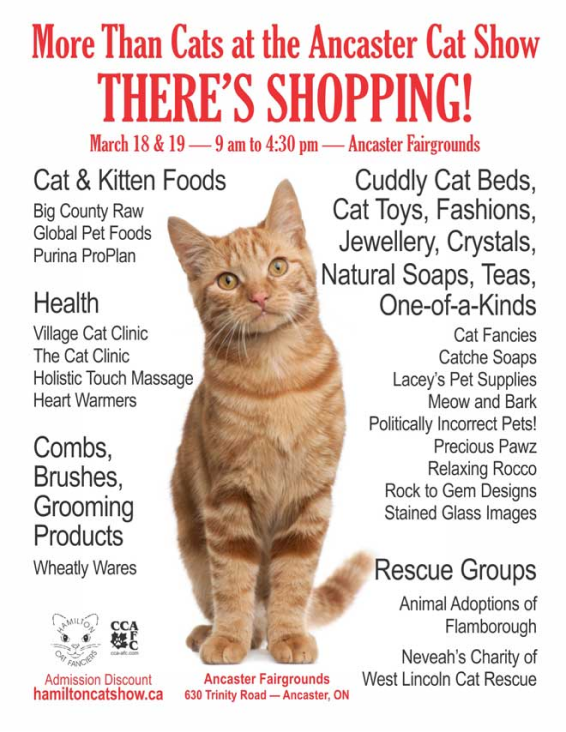 More Than Cats at the Ancaster Cat Show
THERE'S SHOPPING!
March 18 & 19 — 9 am to 4:30 pm — Ancaster Fairgrounds
Cat & Kitten Foods
Big County Raw
Global Pet Foods
Purina ProPlan
Health
Village Cat Clinic
The Cat Clinic
Holistic Touch Massage
Heart Warmers
Combs,
Brushes,
Grooming
Products
Wheatly Wares
Cuddly Cat Beds,
Cat Toys, Fashions,
Jewellery, Crystals,
Natural Soaps, Teas,
One-of-a-Kinds
Cat Fancies
Catche Soaps
Lacey's Pet Supplies
Meow and Bark
Politically Incorrect Pets!
Precious Pawz
Relaxing Rocco
Rock to Gem Designs
Stained Glass Images
Rescue Groups
Animal Adoptions of
Flamborough
Neveah's Charity of
West Lincoln Cat Rescue
HAMILTON
CAT FANCIERS
CCA
AFC
cca-afc.com
Admission Discount
hamiltoncatshow.ca
Ancaster Fairgrounds
630 Trinity Road — Ancaster, ON